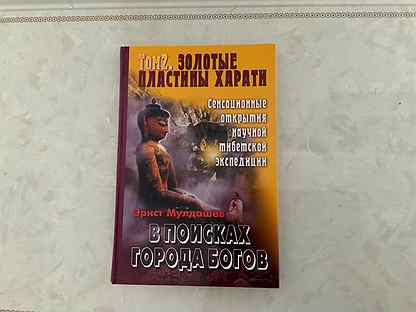 Том2. ЗОЛОТЫЕ
ПЛАСТИНЫ ХАРАТИ
Сенсационные
открытия
научной
тибетской
экспедиции
Эрнст Мулдашев
В ПОИСКАХ
ГОРОДА БОГОВ